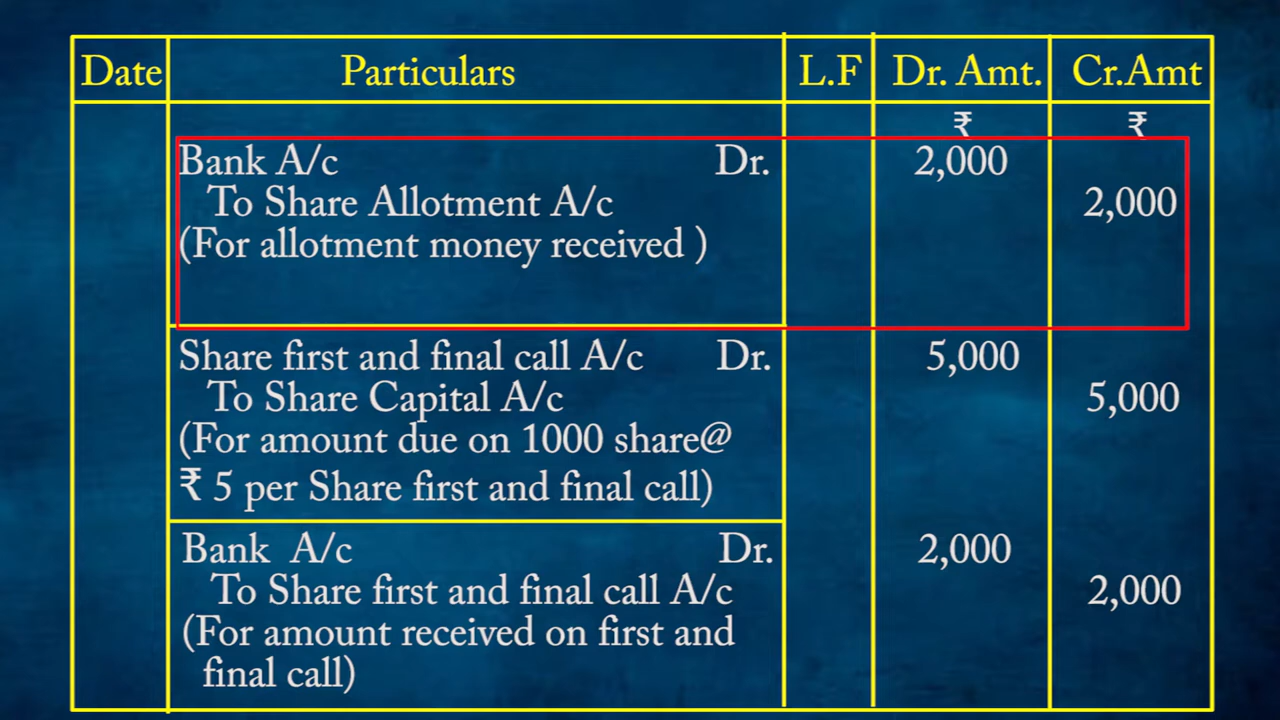 Date Particulars L.F Dr. Amt. Cr.Amt
₹ ₹
Bank A/c Dr. 2,000
To Share Allotment A/c 2,000
(For allotment money received )
Share first and final call A/c Dr. 5,000
To Share Capital A/c 5,000
(For amount due on 1000 share@
₹ 5 per Share first and final call)
Bank A/c Dr. 2,000
To Share first and final call A/c 2,000
(For amount received on first and
final call)